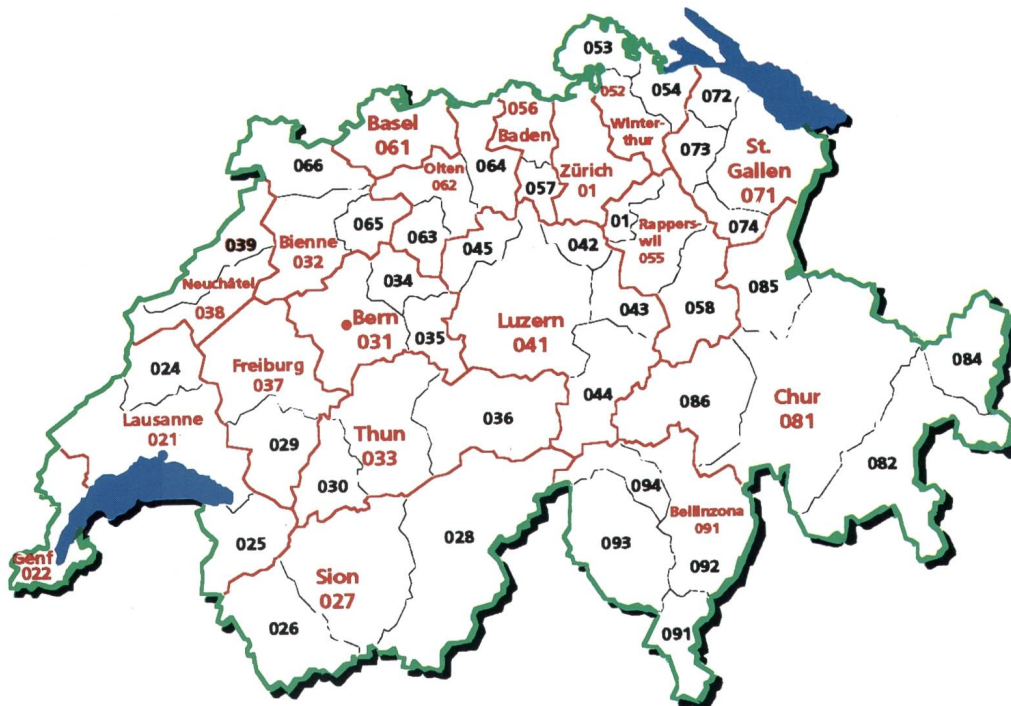 053
052
054
072
056
Baden
Basel
061
Winter-
thur
073
St.
Gallen
071
066
Olten
062
064
057
Zürich
01
01
Rappers-
wil
055
074
065
063
039
Bienne
032
045
042
034
085
Neuchâtel
038
043
058
Bern
031
035
Luzern
041
024
Freiburg
037
084
044
086
Chur
081
Lausanne
021
036
029
Thun
033
082
030
094
Bellinzona
091
025
028
093
092
Genf
022
Sion
027
026
091